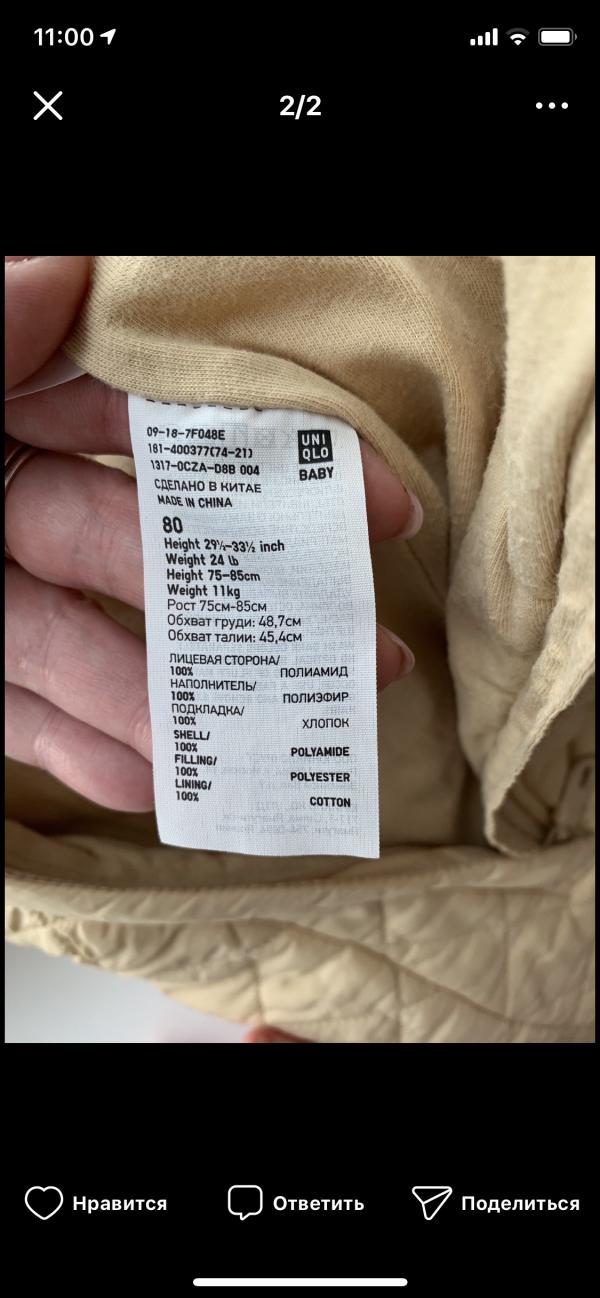 11:00
2/2
09-18-7F048E
181-400377(74-21)
1317-0CZA-D8B 004
СДЕЛАНО В КИТАЕ
MADE IN CHINA
UNI
QLO
BABY
80
Height 29½-33½ inch
Weight 24 lb
Height 75-85cm
Weight 11kg
Рост 75см-85см
Обхват груди: 48,7см
Обхват талии: 45,4см
ЛИЦЕВАЯ СТОРОНА/
100% ПОЛИАМИД
НАПОЛНИТЕЛЬ/
100% ПОЛИЭФИР
ПОДКЛАДКА/
100% ХЛОПОК
SHELL/
100% POLYAMIDE
FILLING/
100% POLYESTER
LINING/
100% COTTON
Нравится
Ответить
Поделиться